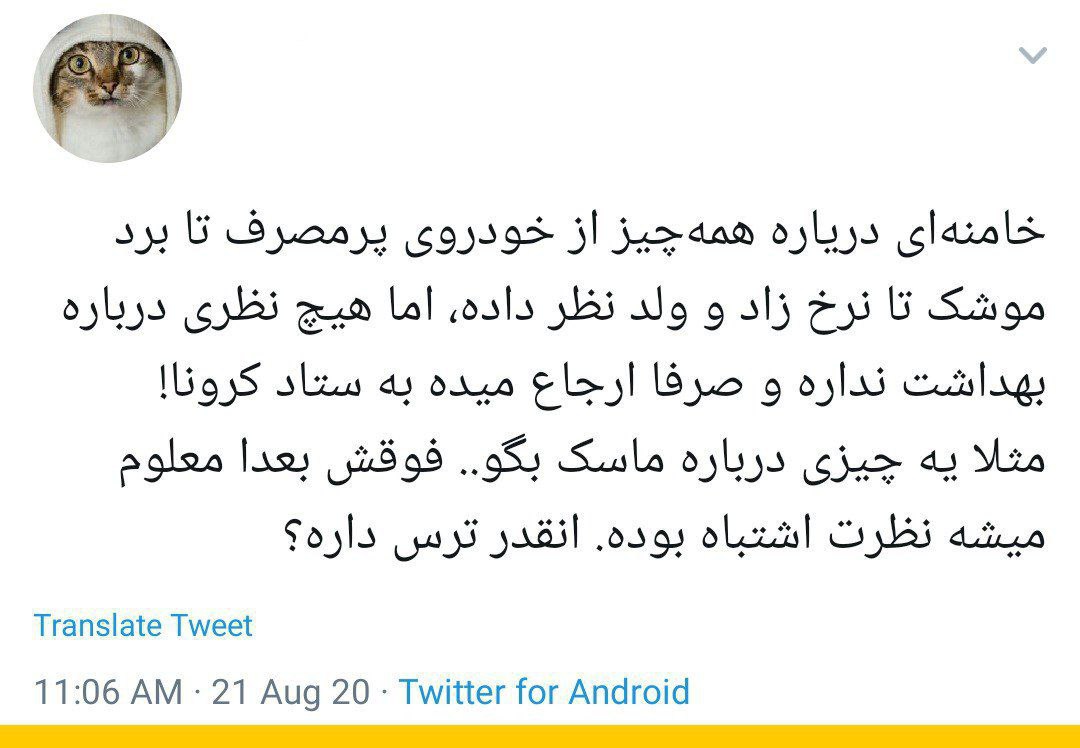 خامنه‌ای درباره همه‌چیز از خودروی پرمصرف تا برد
موشک تا نرخ زاد و ولد نظر داده، اما هیچ نظری درباره
بهداشت نداره و صرفا ارجاع میده به ستاد کرونا!
مثلا یه چیزی درباره ماسک بگو.. فوقش بعدا معلوم
میشه نظرت اشتباه بوده. انقدر ترس داره؟
Translate Tweet
11:06 AM · 21 Aug 20 · Twitter for Android